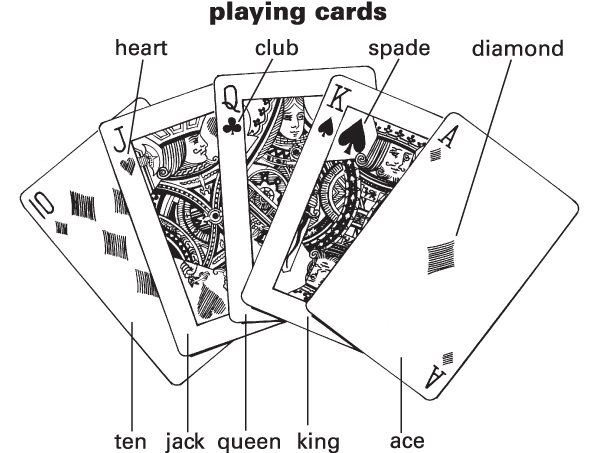 playing cards
heart club spade diamond
10 J Q K A
A
ten jack queen king ace